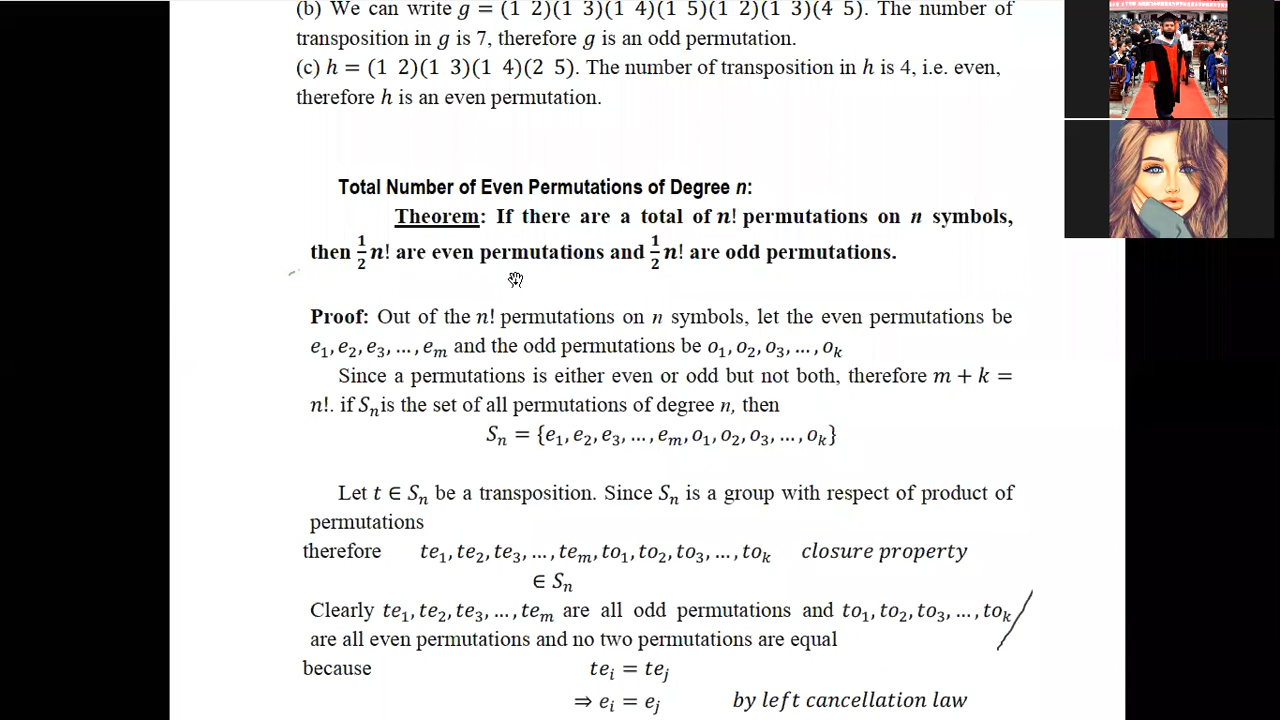 (b) We can write g = (1 2)(1 3)(1 4)(1 5)(1 2)(1 3)(4 5). The number of
transposition in g is 7, therefore g is an odd permutation.
(c) h = (1 2)(1 3)(1 4)(2 5). The number of transposition in h is 4, i.e. even,
therefore h is an even permutation.
Total Number of Even Permutations of Degree n:
Theorem: If there are a total of n! permutations on n symbols,
then ½n! are even permutations and ½n! are odd permutations.
Proof: Out of the n! permutations on n symbols, let the even permutations be
e₁, e₂, e₃, …, eₘ and the odd permutations be o₁, o₂, o₃, …, oₖ
Since a permutations is either even or odd but not both, therefore m + k =
n!. if Sₙ is the set of all permutations of degree n, then
Sₙ = {e₁, e₂, e₃, …, eₘ, o₁, o₂, o₃, …, oₖ}
Let t ∈ Sₙ be a transposition. Since Sₙ is a group with respect of product of
permutations
therefore te₁, te₂, te₃, …, teₘ, to₁, to₂, to₃, …, toₖ closure property
∈ Sₙ
Clearly te₁, te₂, te₃, …, teₘ are all odd permutations and to₁, to₂, to₃, …, toₖ
are all even permutations and no two permutations are equal
because teᵢ = teⱼ
⇒ eᵢ = eⱼ by left cancellation law